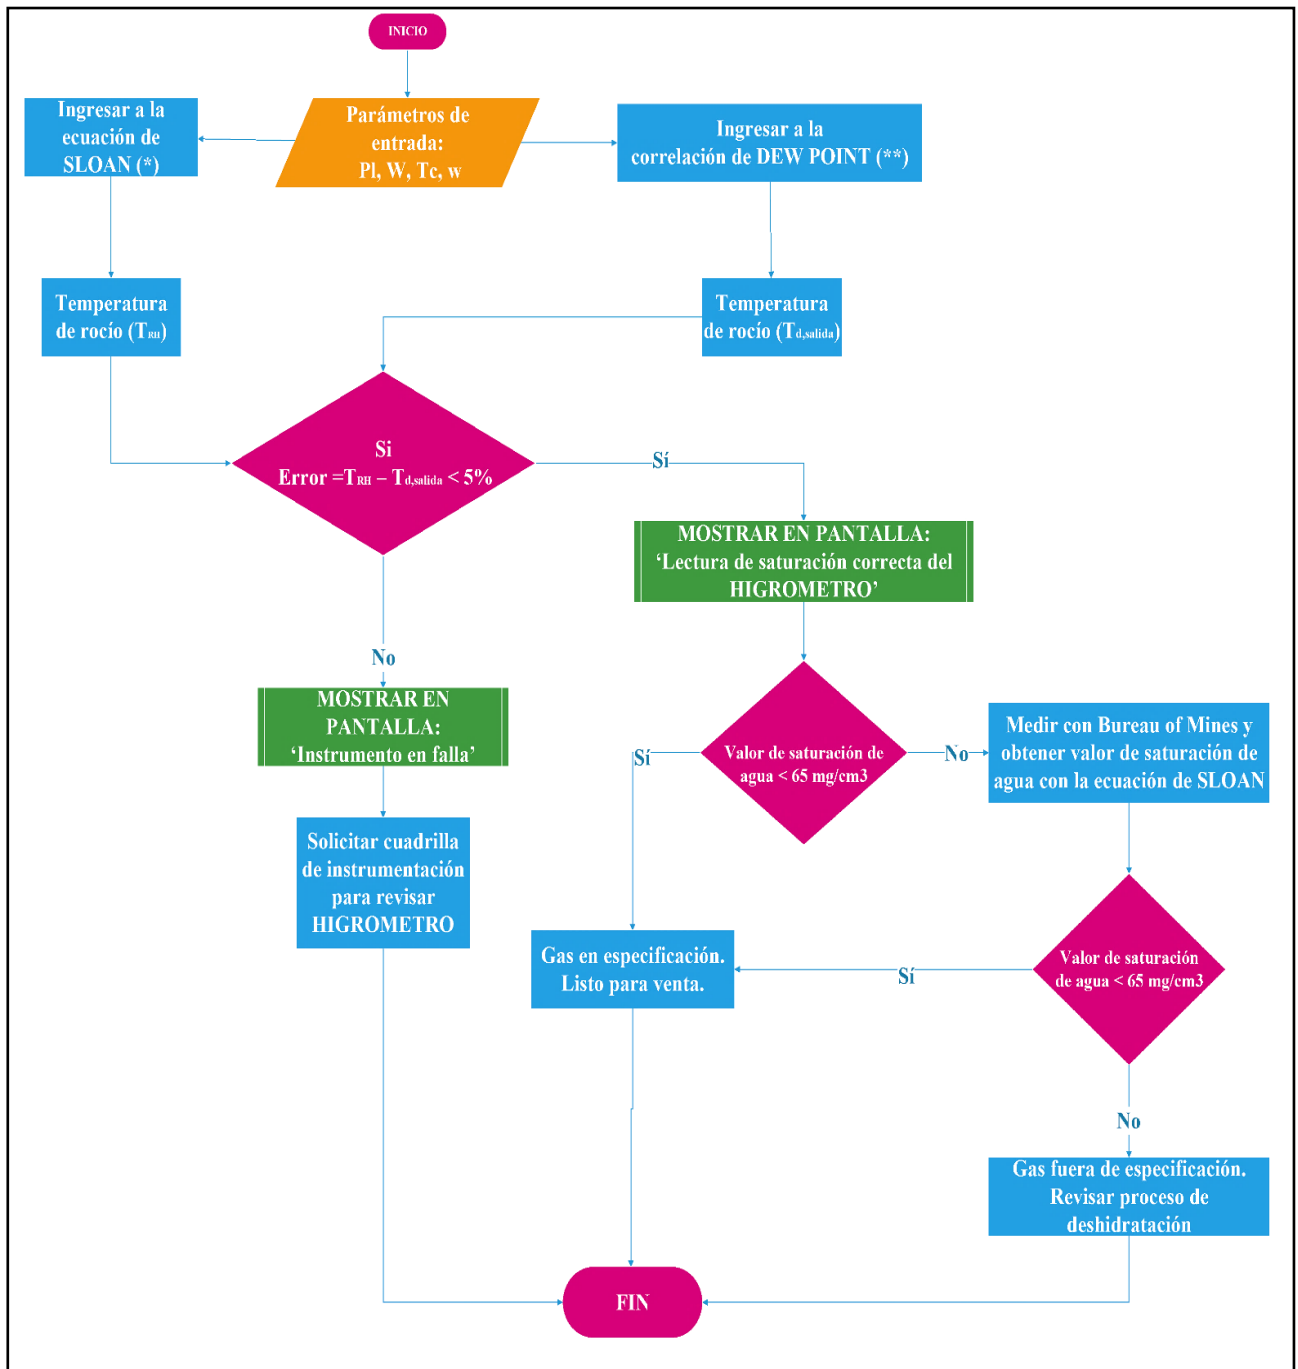 INICIO
Ingresar a la
ecuación de
SLOAN (*)
Parámetros de
entrada:
Pl, W, Tc, w
Ingresar a la
correlación de DEW POINT (**)
Temperatura
de rocío (TRH)
Temperatura
de rocío (Td,salida)
Si
Error =TRH – Td,salida < 5%
Sí
MOSTRAR EN PANTALLA:
‘Lectura de saturación correcta del
HIGROMETRO’
No
MOSTRAR EN
PANTALLA:
‘Instrumento en falla’
Valor de saturación de
agua < 65 mg/cm3
Sí
No
Medir con Bureau of Mines y
obtener valor de saturación de
agua con la ecuación de SLOAN
Solicitar cuadrilla
de instrumentación
para revisar
HIGROMETRO
Gas en especificación.
Listo para venta.
Sí
Valor de saturación
de agua < 65 mg/cm3
No
Gas fuera de especificación.
Revisar proceso de
deshidratación
FIN